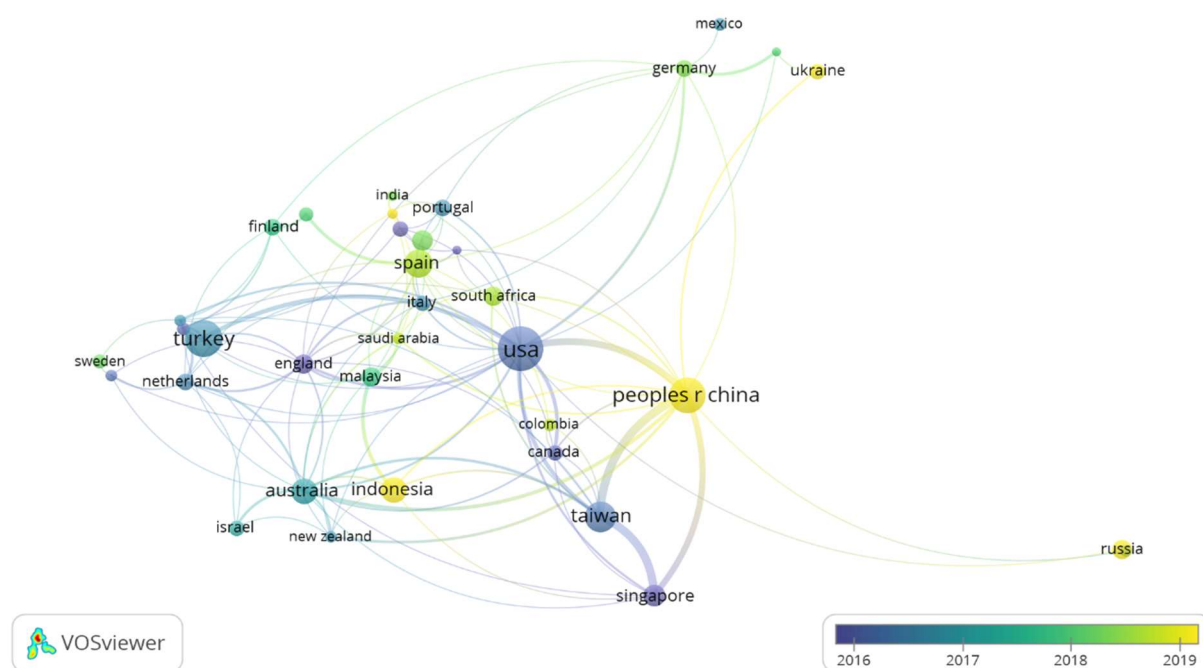 mexico
germany
ukraine
india
portugal
finland
spain
italy
south africa
turkey
saudi arabia
usa
sweden
england
malaysia
netherlands
peoples r china
colombia
canada
australia
indonesia
taiwan
israel
new zealand
russia
singapore
VOSviewer
2016 2017 2018 2019